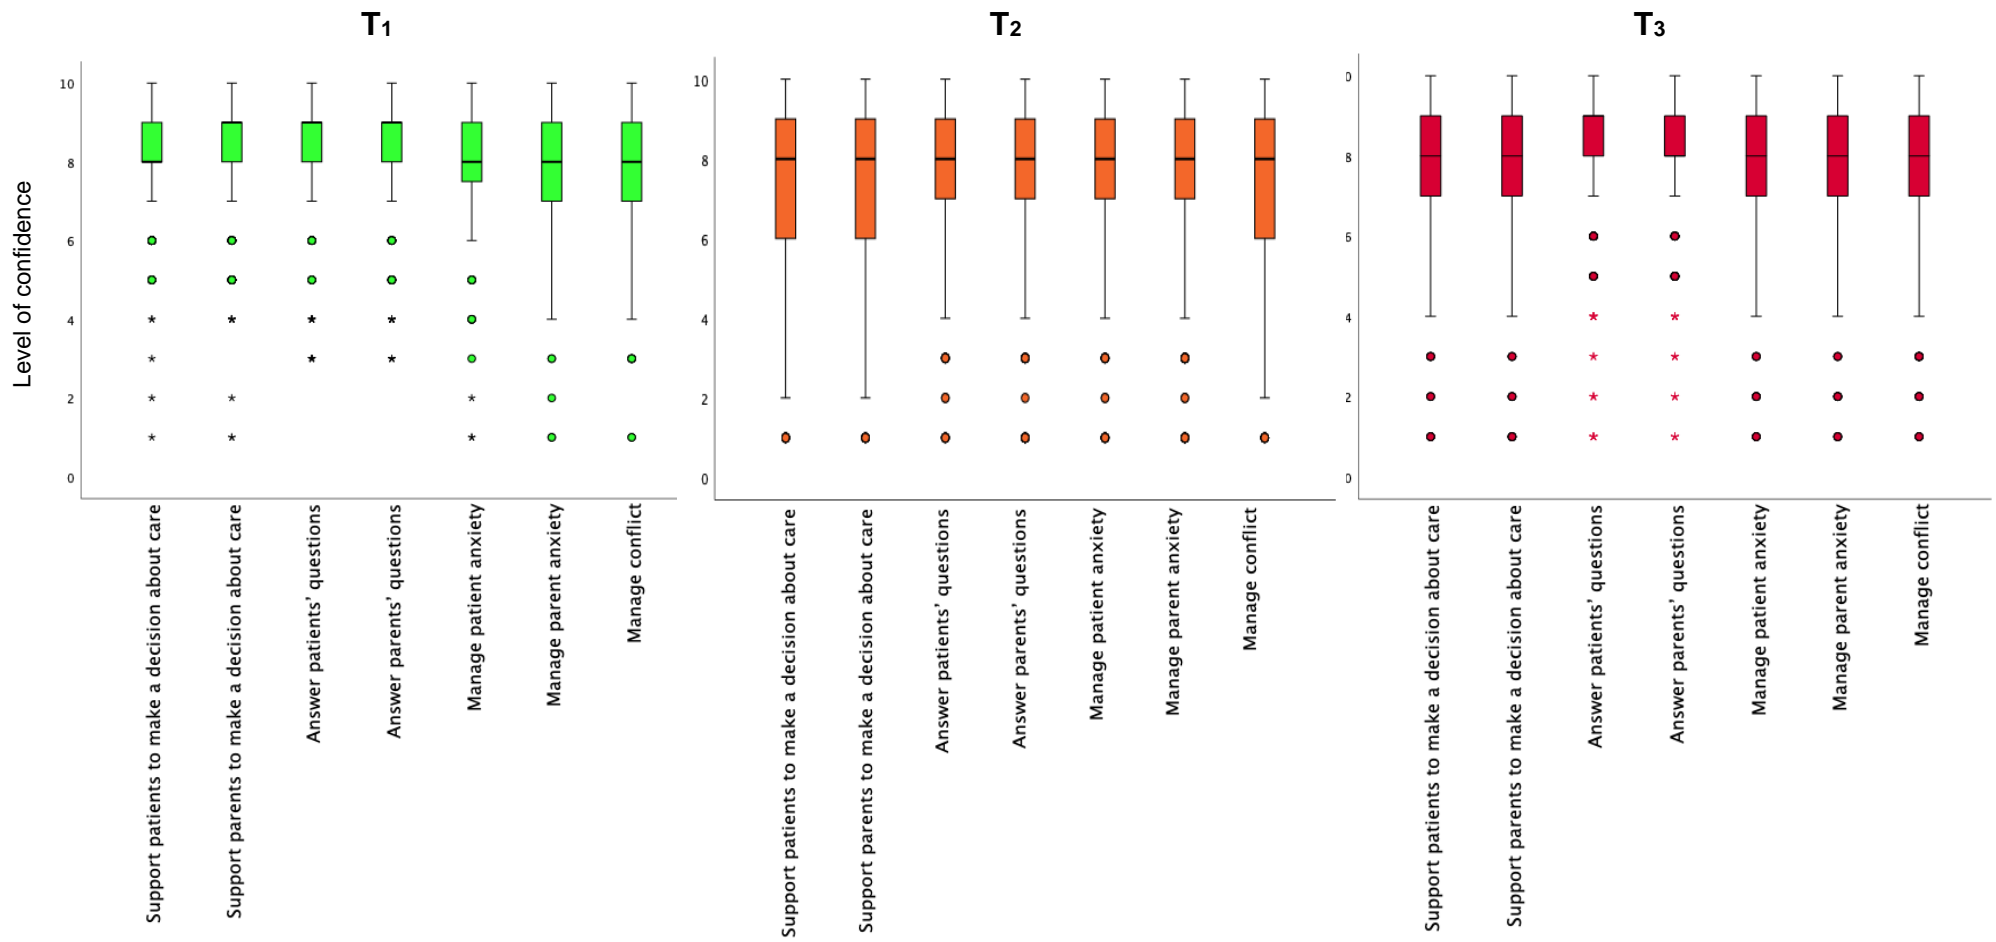 T1
T2
T3
Level of confidence
10
8
6
4
2
0
Support patients to make a decision about care
Support parents to make a decision about care
Answer patients' questions
Answer parents' questions
Manage patient anxiety
Manage parent anxiety
Manage conflict
10
8
6
4
2
0
Support patients to make a decision about care
Support parents to make a decision about care
Answer patients' questions
Answer parents' questions
Manage patient anxiety
Manage parent anxiety
Manage conflict
0
8
6
4
2
0
Support patients to make a decision about care
Support parents to make a decision about care
Answer patients' questions
Answer parents' questions
Manage patient anxiety
Manage parent anxiety
Manage conflict